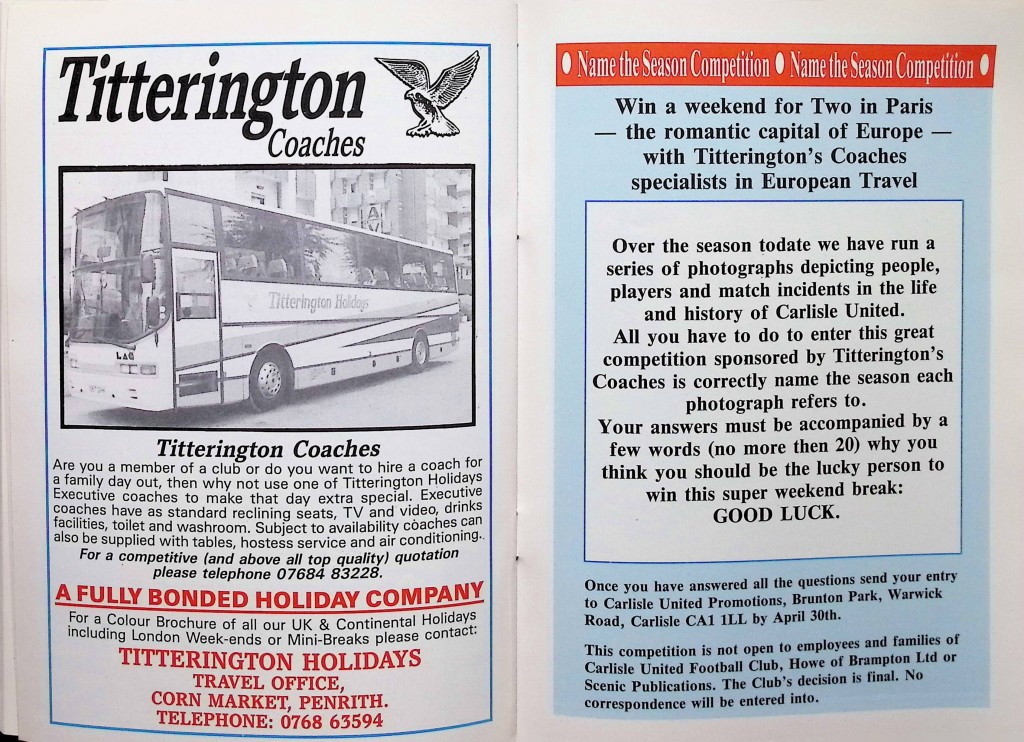 Titterington
Coaches
Titterington Holidays
LAG
Titterington Coaches
Are you a member of a club or do you want to hire a coach for
a family day out, then why not use one of Titterington Holidays
Executive coaches to make that day extra special. Executive
coaches have as standard reclining seats, TV and video, drinks
facilities, toilet and washroom. Subject to availability coaches can
also be supplied with tables, hostess service and air conditioning.
For a competitive (and above all top quality) quotation
please telephone 07684 83228.
A FULLY BONDED HOLIDAY COMPANY
For a Colour Brochure of all our UK & Continental Holidays
including London Week-ends or Mini-Breaks please contact:
TITTERINGTON HOLIDAYS
TRAVEL OFFICE,
CORN MARKET, PENRITH.
TELEPHONE: 0768 63594
● Name the Season Competition ● Name the Season Competition ●
Win a weekend for Two in Paris
— the romantic capital of Europe —
with Titterington's Coaches
specialists in European Travel
Over the season todate we have run a
series of photographs depicting people,
players and match incidents in the life
and history of Carlisle United.
All you have to do to enter this great
competition sponsored by Titterington's
Coaches is correctly name the season each
photograph refers to.
Your answers must be accompanied by a
few words (no more then 20) why you
think you should be the lucky person to
win this super weekend break:
GOOD LUCK.
Once you have answered all the questions send your entry
to Carlisle United Promotions, Brunton Park, Warwick
Road, Carlisle CA1 1LL by April 30th.
This competition is not open to employees and families of
Carlisle United Football Club, Howe of Brampton Ltd or
Scenic Publications. The Club's decision is final. No
correspondence will be entered into.